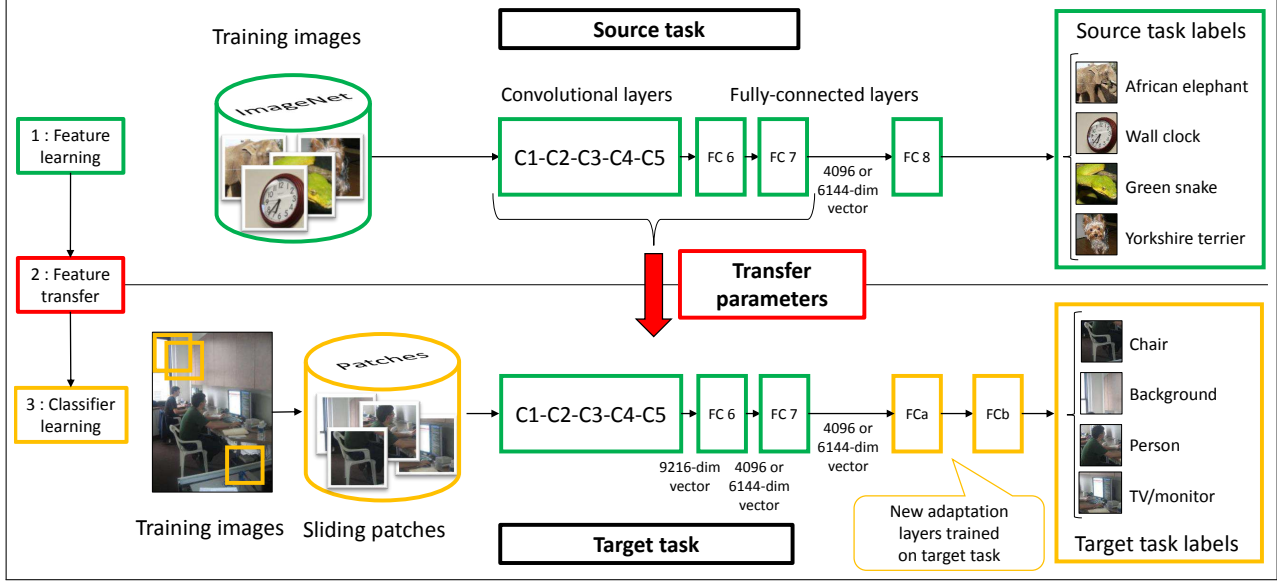 Source task
Training images
Source task labels
ImageNet
Convolutional layers
Fully-connected layers
African elephant
1 : Feature
learning
C1-C2-C3-C4-C5
FC 6
FC 7
FC 8
Wall clock
4096 or
6144-dim
vector
Green snake
Yorkshire terrier
2 : Feature
transfer
Transfer
parameters
Patches
Chair
3 : Classifier
learning
C1-C2-C3-C4-C5
FC 6
FC 7
FCa
FCb
Background
9216-dim
vector
4096 or
6144-dim
vector
4096 or
6144-dim
vector
Person
TV/monitor
New adaptation
layers trained
on target task
Training images
Sliding patches
Target task
Target task labels